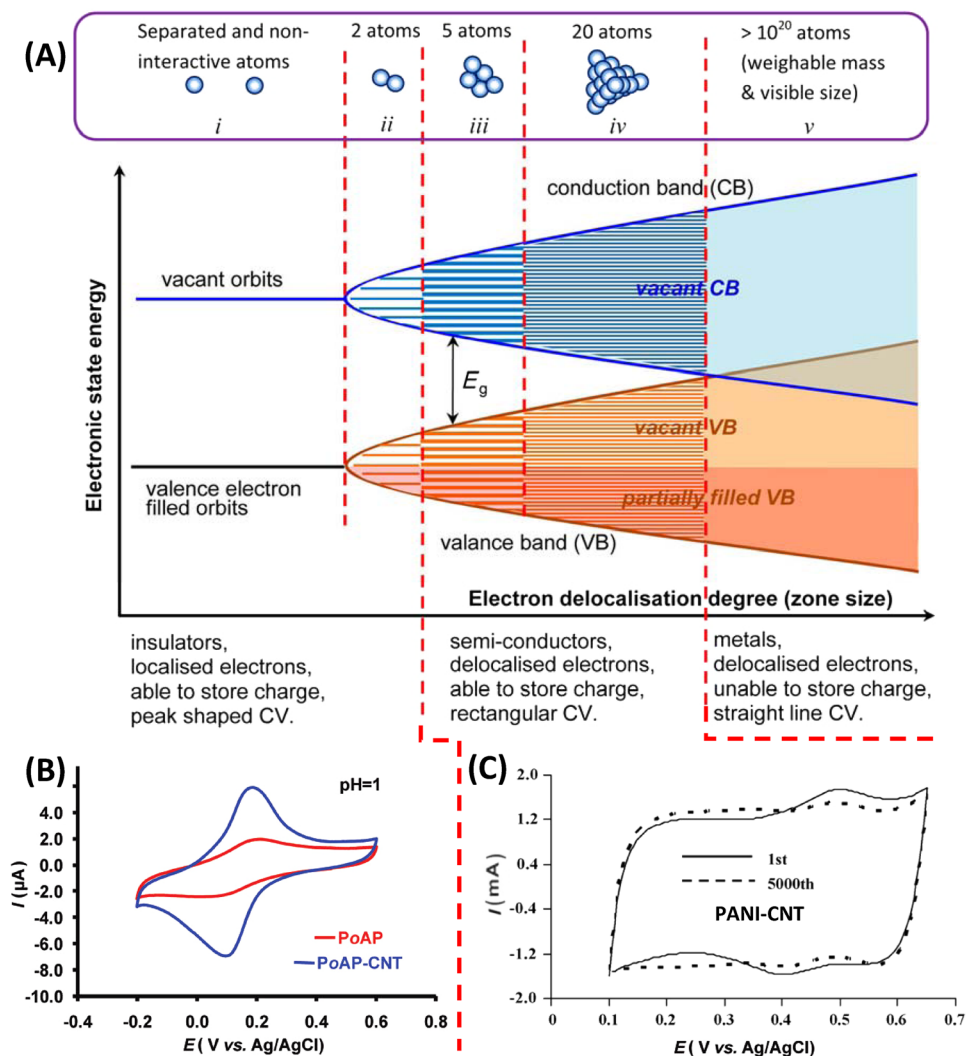 (A)
Separated and non-
interactive atoms
i
2 atoms
ii
5 atoms
iii
20 atoms
iv
> 10²⁰ atoms
(weighable mass
& visible size)
v
Electronic state energy
conduction band (CB)
vacant orbits
vacant CB
Eg
vacant VB
valence electron
filled orbits
partially filled VB
valance band (VB)
Electron delocalisation degree (zone size)
insulators,
localised electrons,
able to store charge,
peak shaped CV.
semi-conductors,
delocalised electrons,
able to store charge,
rectangular CV.
metals,
delocalised electrons,
unable to store charge,
straight line CV.
(B)
pH=1
I (µA)
6.0
4.0
2.0
0.0
-2.0
-4.0
-6.0
-8.0
-10.0
PoAP
PoAP-CNT
-0.4 -0.2 0.0 0.2 0.4 0.6 0.8
E( V vs. Ag/AgCl)
(C)
I(mA)
2.0
1.2
0.4
-0.4
-1.2
-2.0
1st
5000th
PANI-CNT
0 0.1 0.2 0.3 0.4 0.5 0.6 0.7
E( V vs. Ag/AgCl)